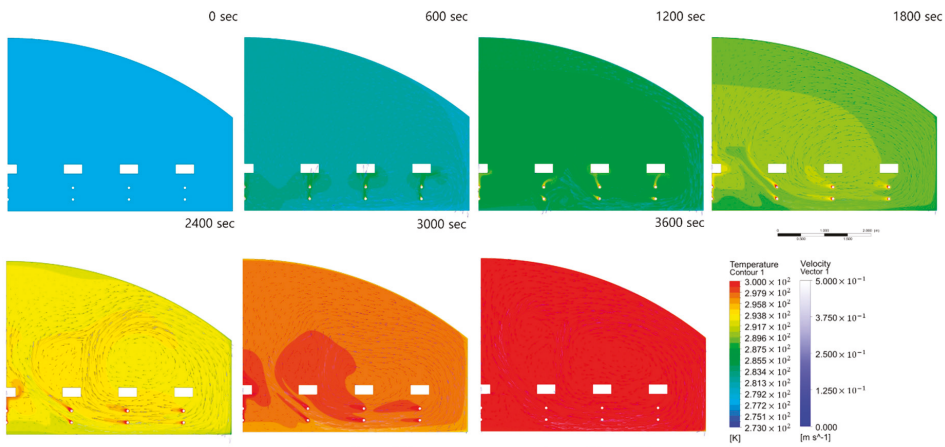 0 sec
600 sec
1200 sec
1800 sec
2400 sec
3000 sec
3600 sec
Temperature
Contour 1
3.000 × 10²
2.979 × 10²
2.958 × 10²
2.938 × 10²
2.917 × 10²
2.896 × 10²
2.875 × 10²
2.855 × 10²
2.834 × 10²
2.813 × 10²
2.792 × 10²
2.772 × 10²
2.751 × 10²
2.730 × 10²
[K]
Velocity
Vector 1
5.000 × 10⁻¹
3.750 × 10⁻¹
2.500 × 10⁻¹
1.250 × 10⁻¹
0.000
[m s^-1]